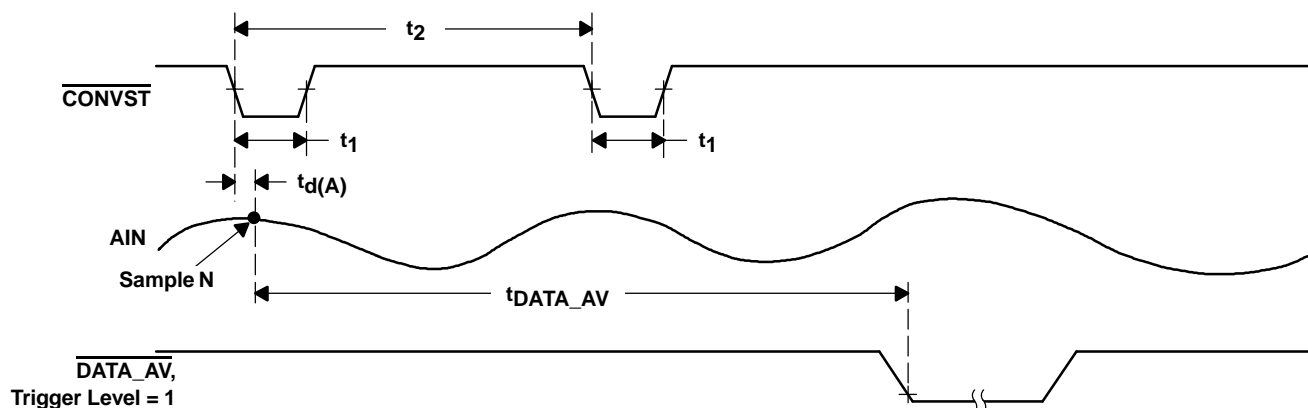 t2
CONVST
t1
t1
td(A)
AIN
Sample N
tDATA_AV
DATA_AV,
Trigger Level = 1